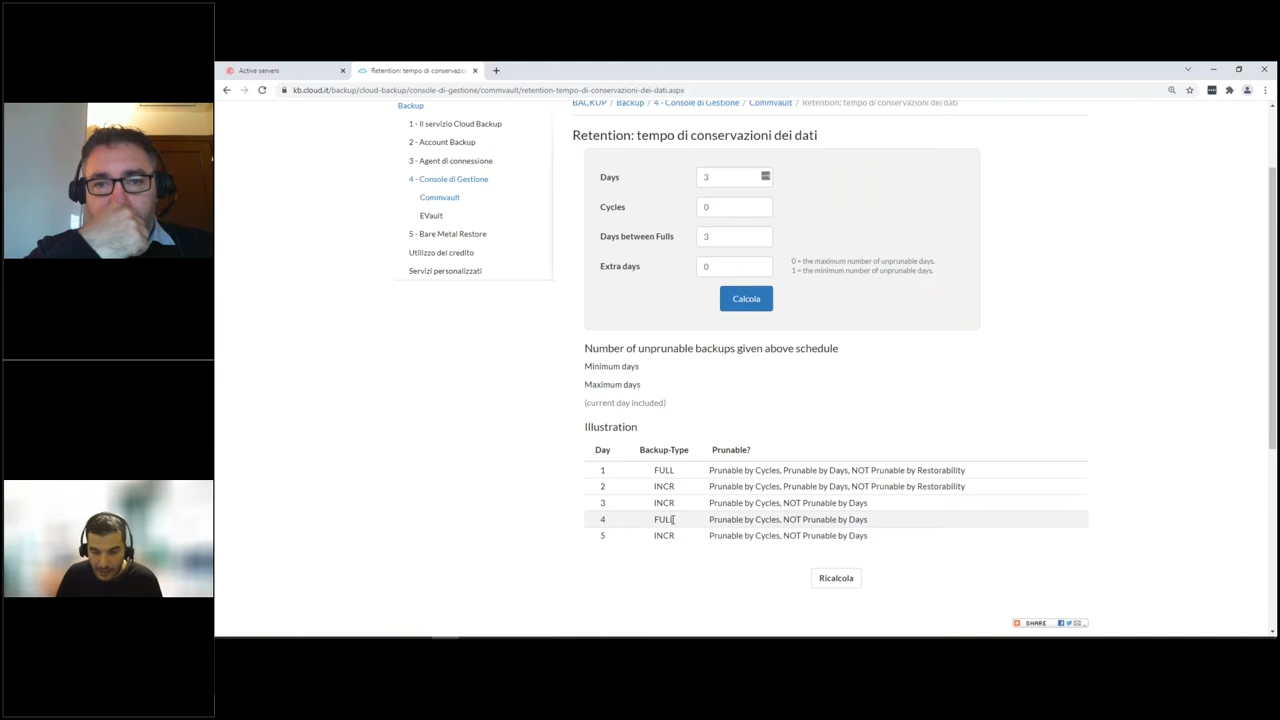 Active servers
Retention: tempo di conservazio
kb.cloud.it/backup/cloud-backup/console-di-gestione/commvault/retention-tempo-di-conservazioni-dei-dati.aspx
Backup
1 - Il servizio Cloud Backup
2 - Account Backup
3 - Agent di connessione
4 - Console di Gestione
Commvault
EVault
5 - Bare Metal Restore
Utilizzo del credito
Servizi personalizzati
BACKUP / Backup / 4 - Console di Gestione / Commvault / Retention: tempo di conservazioni dei dati
Retention: tempo di conservazioni dei dati
Days 3
Cycles 0
Days between Fulls 3
Extra days 0
0 = the maximum number of unprunable days.
1 = the minimum number of unprunable days.
Calcola
Number of unprunable backups given above schedule
Minimum days
Maximum days
(current day included)
Illustration
Day Backup-Type Prunable?
1 FULL Prunable by Cycles, Prunable by Days, NOT Prunable by Restorability
2 INCR Prunable by Cycles, Prunable by Days, NOT Prunable by Restorability
3 INCR Prunable by Cycles, NOT Prunable by Days
4 FULL Prunable by Cycles, NOT Prunable by Days
5 INCR Prunable by Cycles, NOT Prunable by Days
Ricalcola
SHARE